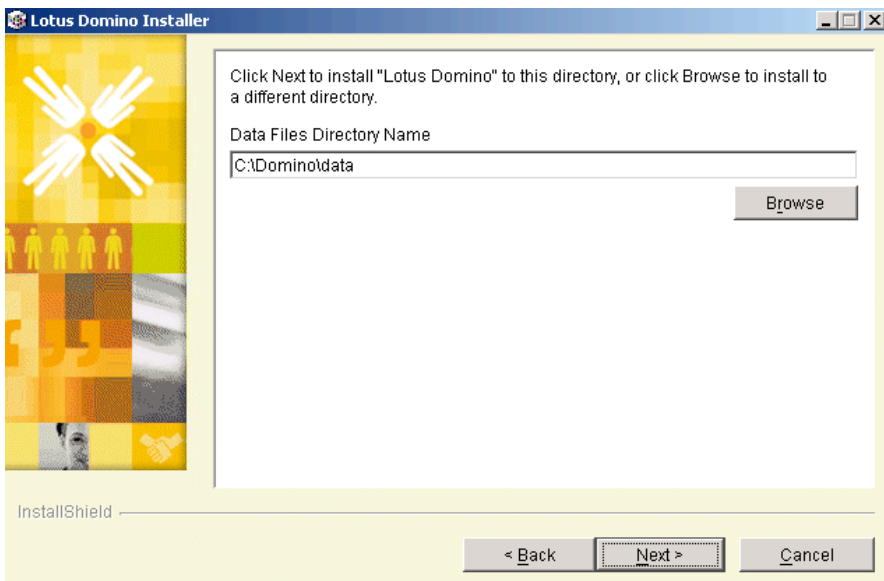 Lotus Domino Installer
Click Next to install "Lotus Domino" to this directory, or click Browse to install to
a different directory.
Data Files Directory Name
C:\Domino\data
Browse
InstallShield
< Back
Next >
Cancel